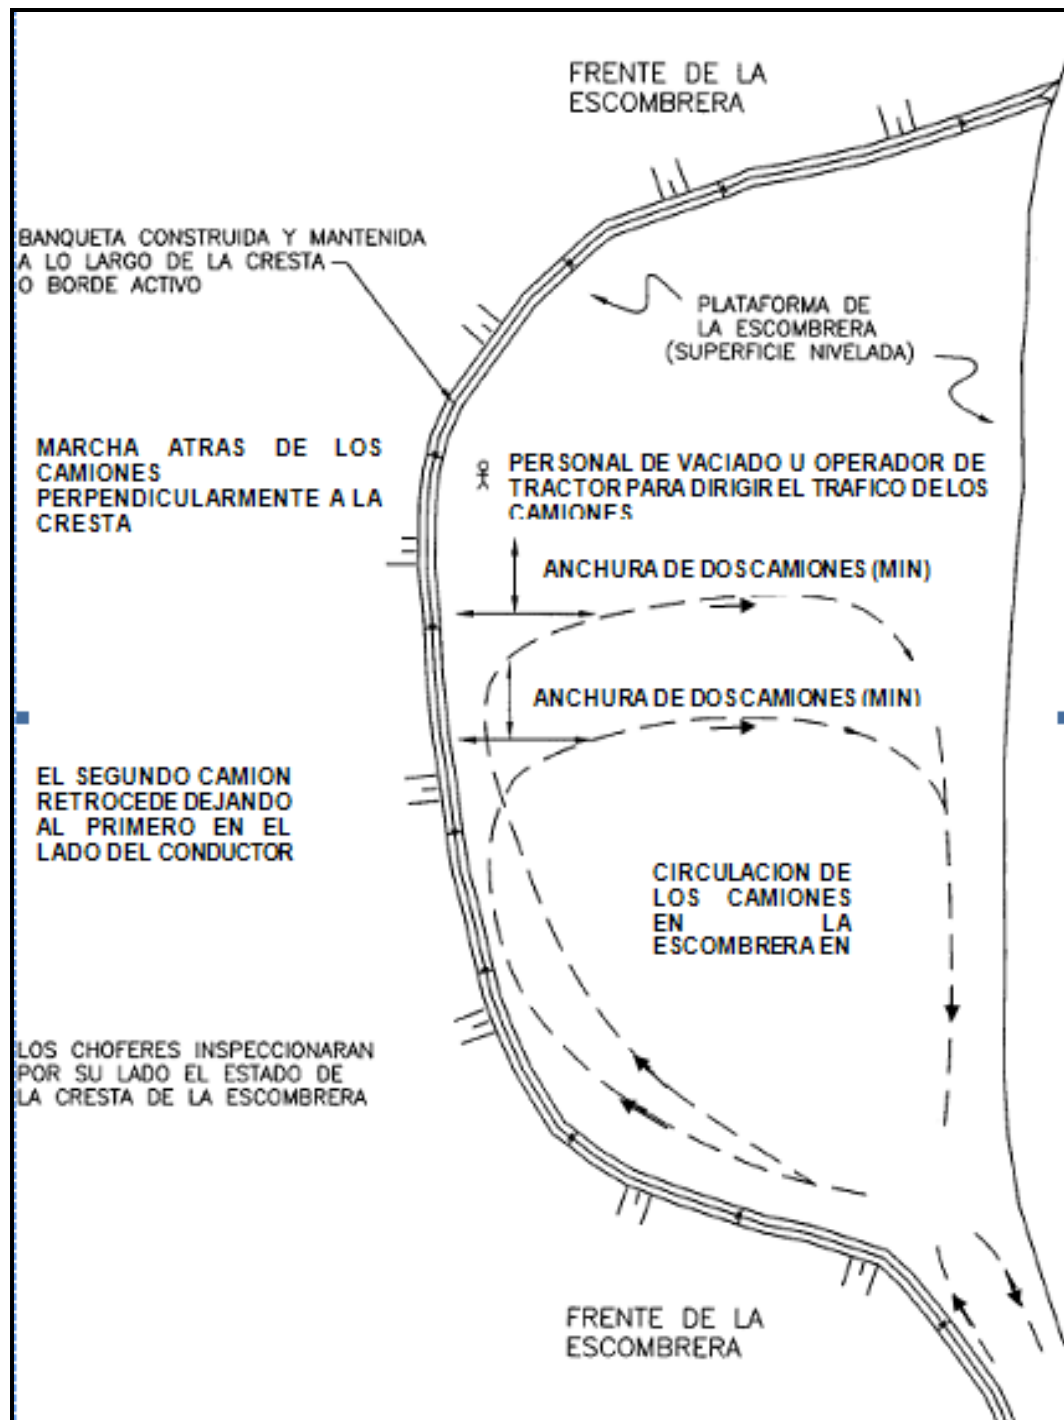 FRENTE DE LA
ESCOMBRERA
BANQUETA CONSTRUIDA Y MANTENIDA
A LO LARGO DE LA CRESTA
O BORDE ACTIVO
PLATAFORMA DE
LA ESCOMBRERA
(SUPERFICIE NIVELADA)
MARCHA ATRAS DE LOS
CAMIONES
PERPENDICULARMENTE A LA
CRESTA
PERSONAL DE VACIADO U OPERADOR DE
TRACTOR PARA DIRIGIR EL TRAFICO DE LOS
CAMIONES
ANCHURA DE DOS CAMIONES (MIN)
ANCHURA DE DOS CAMIONES (MIN)
EL SEGUNDO CAMION
RETROCEDE DEJANDO
AL PRIMERO EN EL
LADO DEL CONDUCTOR
CIRCULACION DE
LOS CAMIONES
EN LA
ESCOMBRERA EN
LOS CHOFERES INSPECCIONARAN
POR SU LADO EL ESTADO DE
LA CRESTA DE LA ESCOMBRERA
FRENTE DE LA
ESCOMBRERA